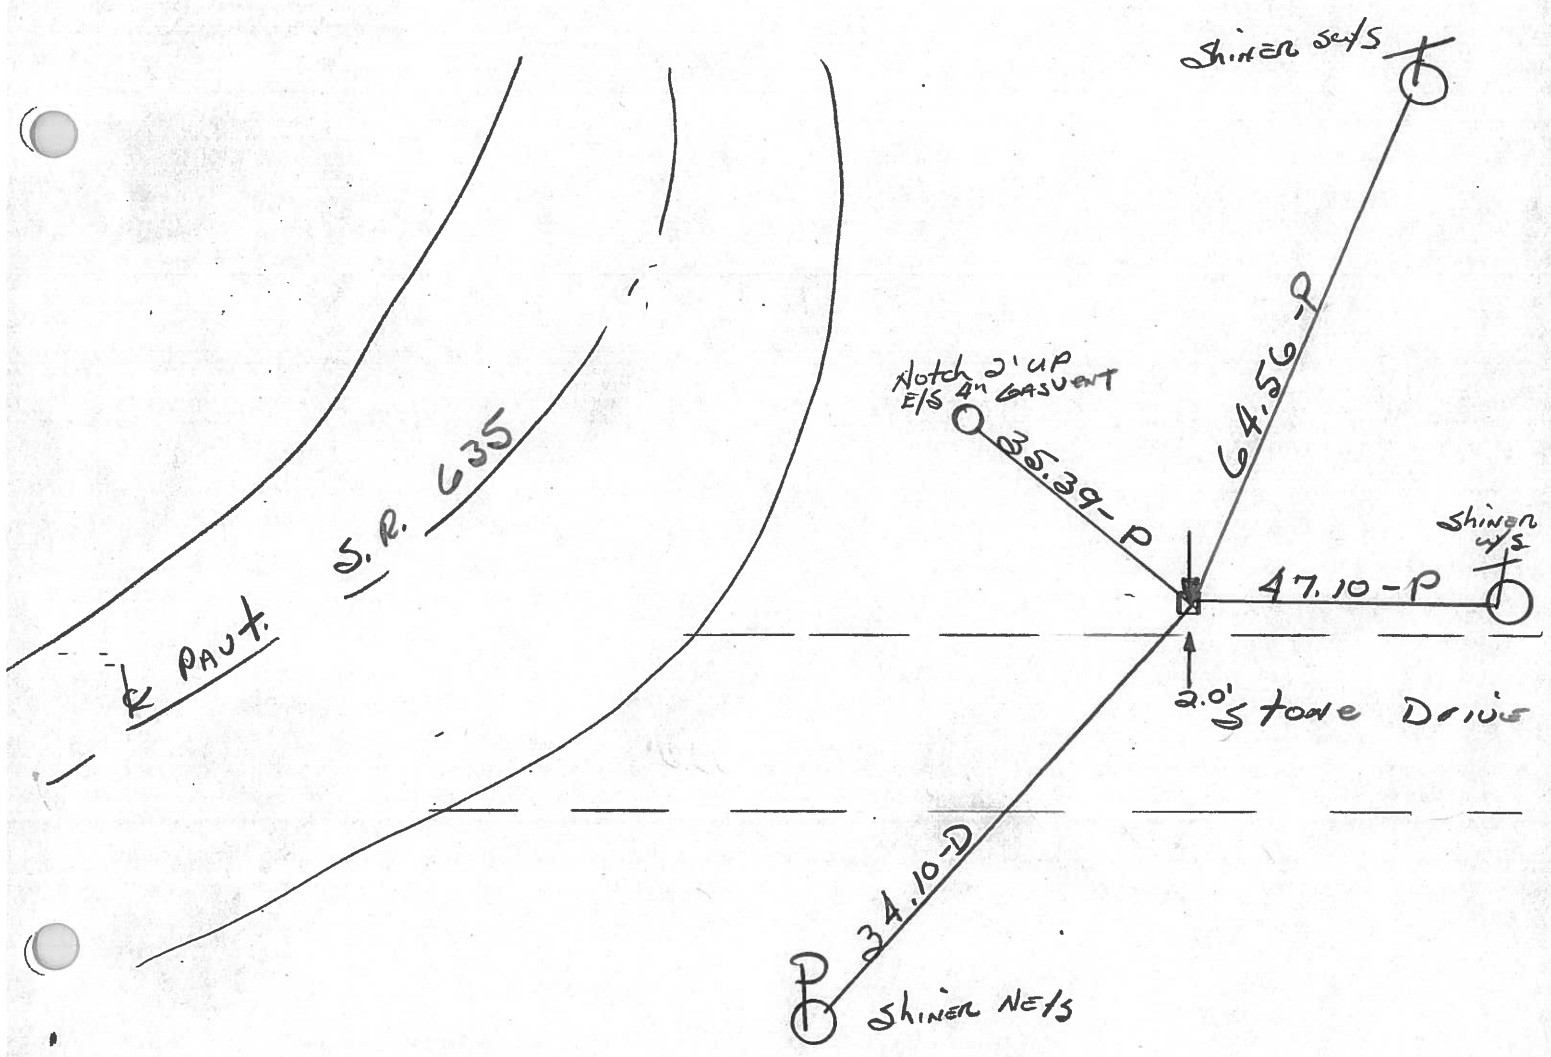 Shiner SW/S
64.56-P
Notch 2' UP
E/S 4" GASVENT
35.39-P
S.R. 635
Shiner
W/S
47.10-P
PAVt.
2.0'
Stone Drive
34.10-D
P
Shiner NE/S